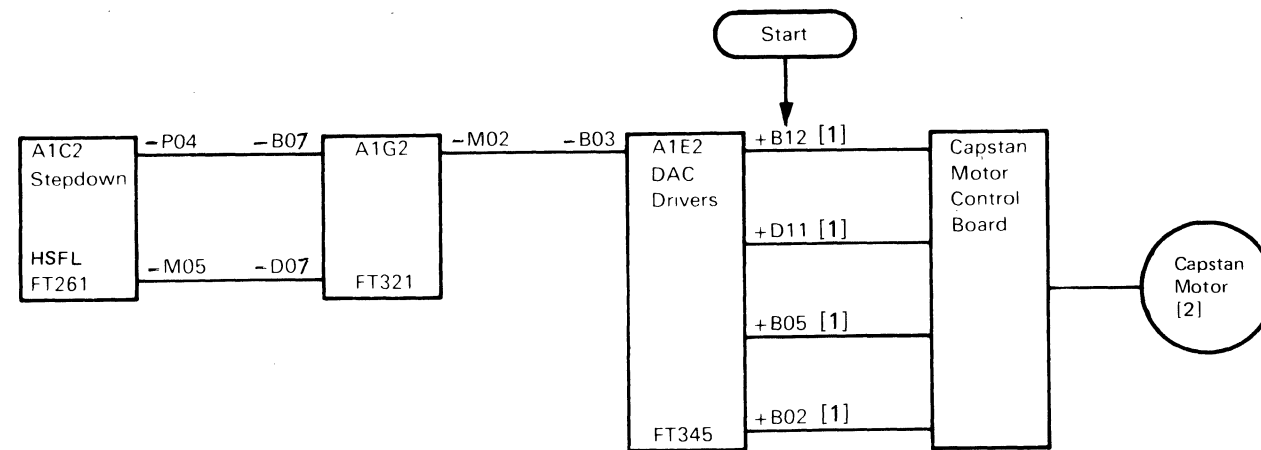 Start
A1C2
Stepdown
HSFL
FT261
-P04
-B07
-M05
-D07
A1G2
FT321
-M02
-B03
A1E2
DAC
Drivers
FT345
+B12 [1]
+D11 [1]
+B05 [1]
+B02 [1]
Capstan
Motor
Control
Board
Capstan
Motor
[2]